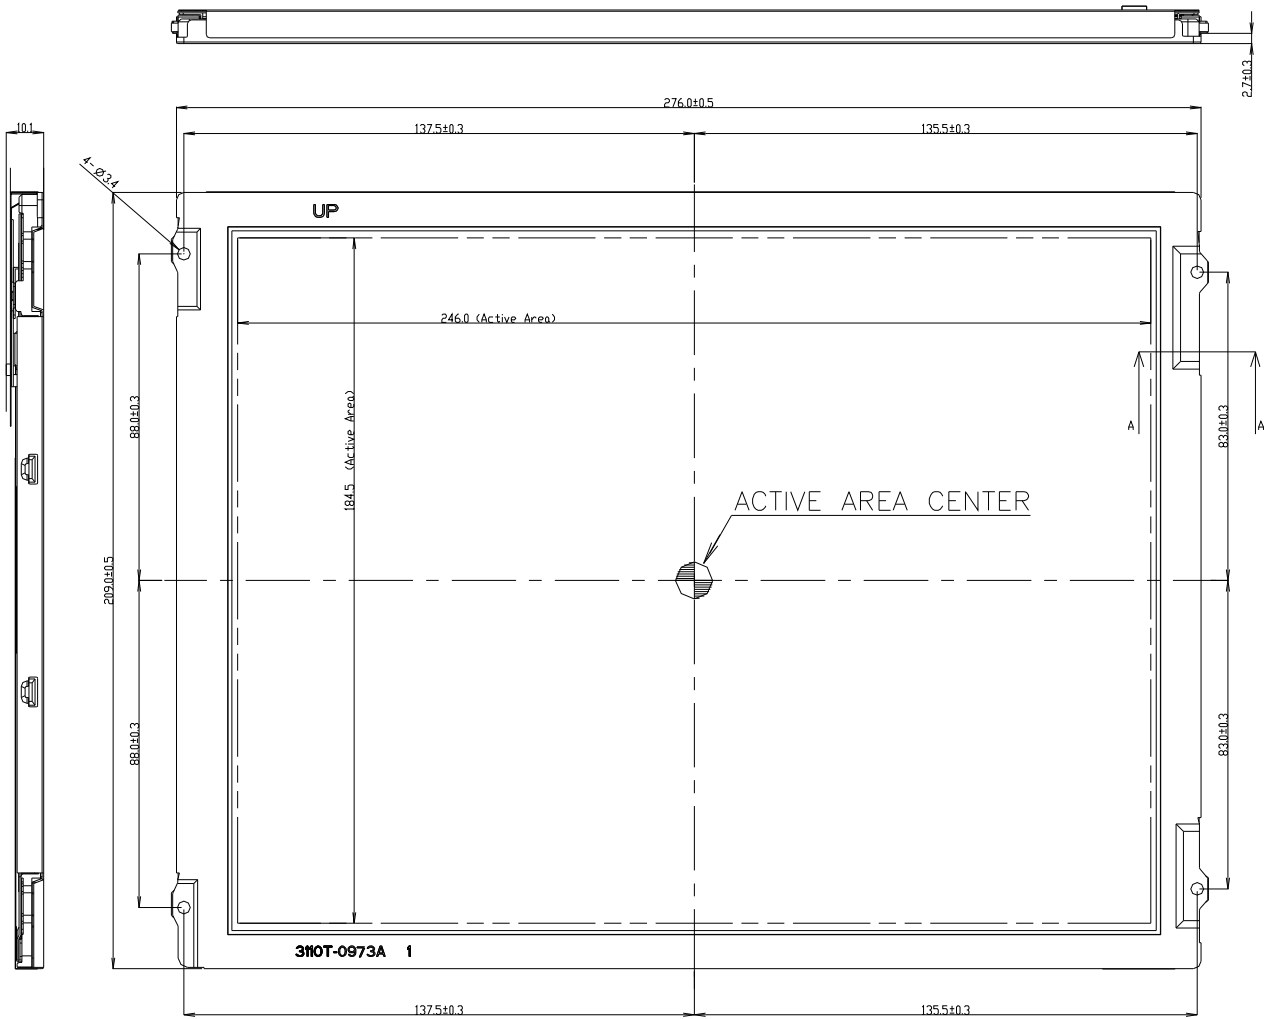 2.7±0.3
276.0±0.5
137.5±0.3
135.5±0.3
10.1
4-Ø3.4
UP
246.0 (Active Area)
184.5 (Active Area)
88.0±0.3
83.0±0.3
A
A
ACTIVE AREA CENTER
209.0±0.5
88.0±0.3
83.0±0.3
3110T-0973A 1
137.5±0.3
135.5±0.3